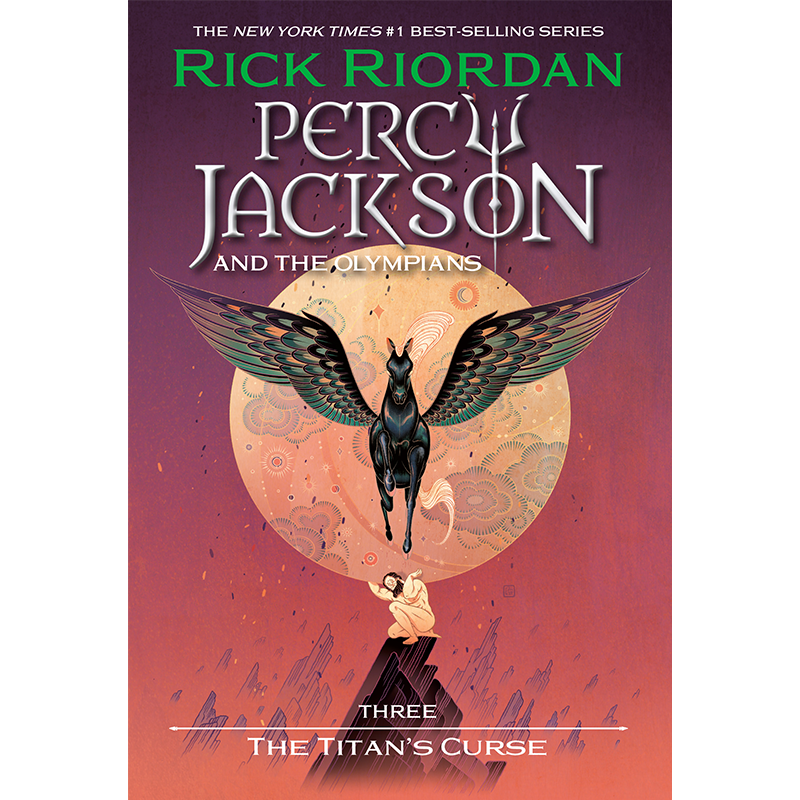 THE NEW YORK TIMES #1 BEST-SELLING SERIES
RICK RIORDAN
PERCY
JACKSON
AND THE OLYMPIANS
THREE
THE TITAN'S CURSE